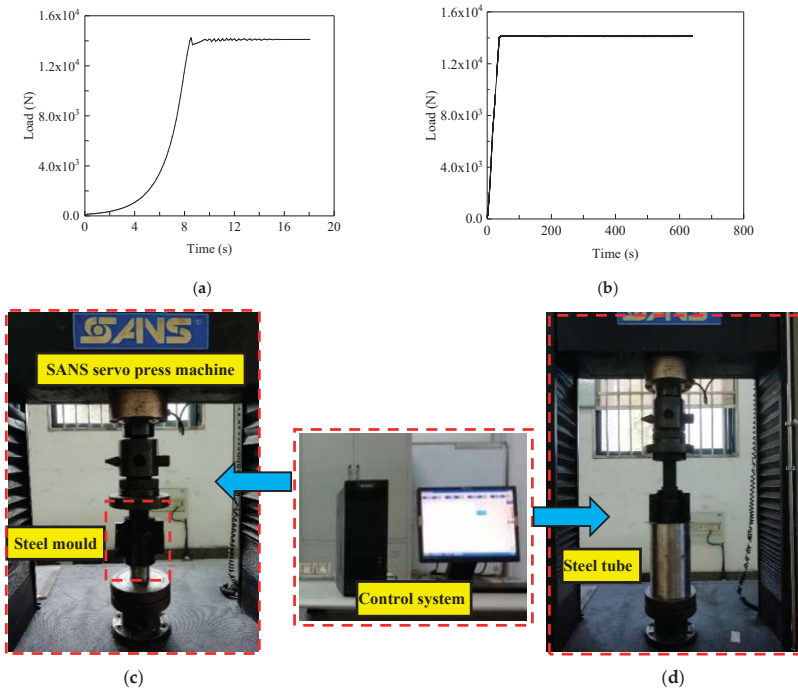 1.6x10⁴
1.2x10⁴
8.0x10³
4.0x10³
0.0
Load (N)
0 4 8 12 16 20
Time (s)
(a)
1.6x10⁴
1.2x10⁴
8.0x10³
4.0x10³
0.0
Load (N)
0 200 400 600 800
Time (s)
(b)
SANS®
SANS servo press machine
Steel mould
(c)
Control system
SANS
Steel tube
(d)